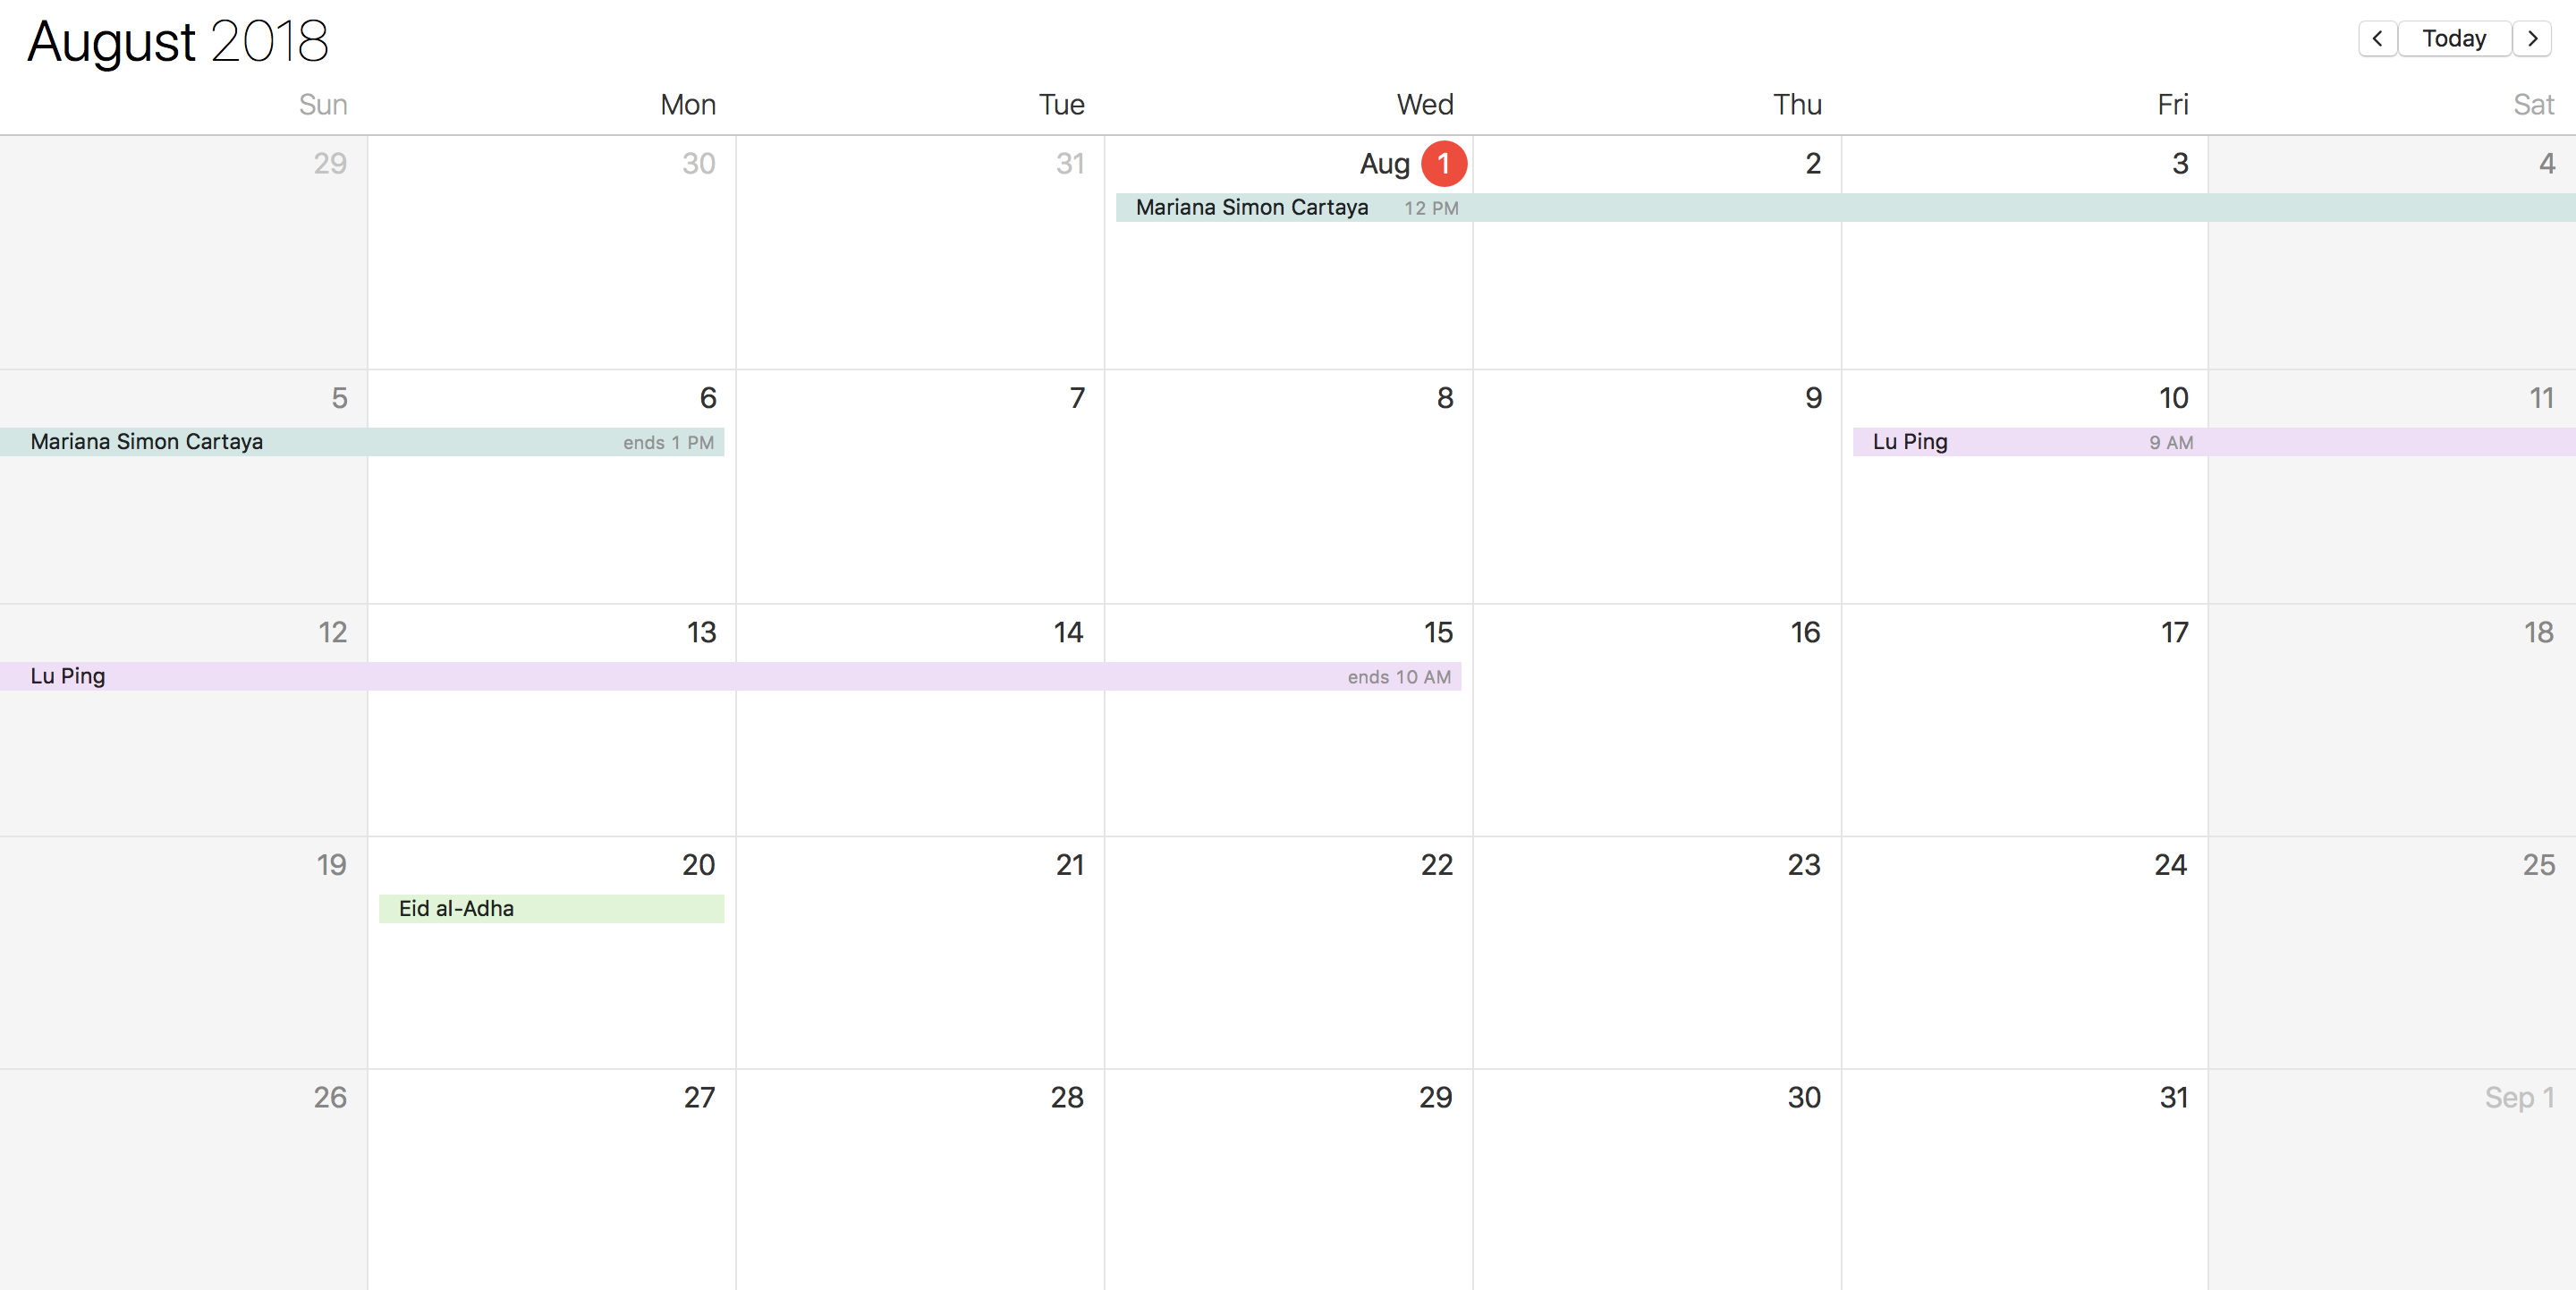 August 2018
Today
Sun Mon Tue Wed Thu Fri Sat
29 30 31 Aug 1 2 3 4
Mariana Simon Cartaya 12 PM
5 6 7 8 9 10 11
Mariana Simon Cartaya ends 1 PM Lu Ping 9 AM
12 13 14 15 16 17 18
Lu Ping ends 10 AM
19 20 21 22 23 24 25
Eid al-Adha
26 27 28 29 30 31 Sep 1